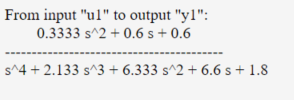 From input "u1" to output "y1":
0.3333 s^2 + 0.6 s + 0.6
----------------------------------------
s^4 + 2.133 s^3 + 6.333 s^2 + 6.6 s + 1.8